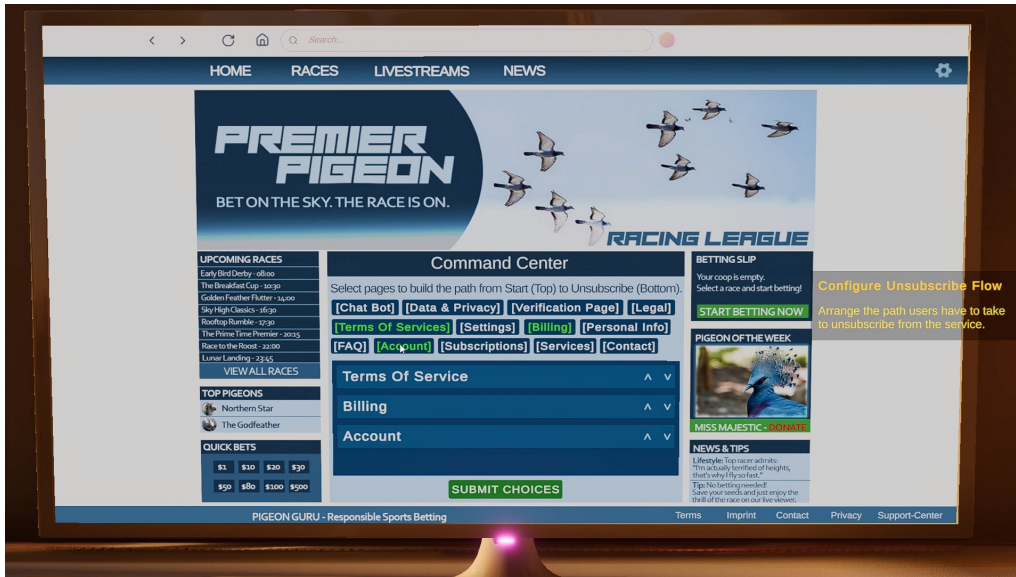 Search...
HOME RACES LIVESTREAMS NEWS
PREMIER
PIGEON
BET ON THE SKY. THE RACE IS ON.
RACING LEAGUE
UPCOMING RACES
Early Bird Derby - 08:00
The Breakfast Cup - 10:30
Golden Feather Flutter - 14:00
Sky High Classics - 16:30
Rooftop Rumble - 17:30
The Prime Time Premier - 20:15
Race to the Roost - 22:00
Lunar Landing - 23:45
VIEW ALL RACES
TOP PIGEONS
Northern Star
The Godfeather
QUICK BETS
$1 $10 $20 $30
$50 $80 $100 $500
Command Center
Select pages to build the path from Start (Top) to Unsubscribe (Bottom).
[Chat Bot] [Data & Privacy] [Verification Page] [Legal]
[Terms Of Services] [Settings] [Billing] [Personal Info]
[FAQ] [Account] [Subscriptions] [Services] [Contact]
Terms Of Service
Billing
Account
SUBMIT CHOICES
BETTING SLIP
Your coop is empty.
Select a race and start betting!
START BETTING NOW
PIGEON OF THE WEEK
MISS MAJESTIC - DONATE
NEWS & TIPS
Lifestyle: Top racer admits:
"I'm actually terrified of heights,
that's why I fly so fast."
Tip: No betting needed!
Save your seeds and just enjoy the
thrill of the race on our live viewer.
Configure Unsubscribe Flow
Arrange the path users have to take
to unsubscribe from the service.
PIGEON GURU - Responsible Sports Betting
Terms Imprint Contact Privacy Support-Center